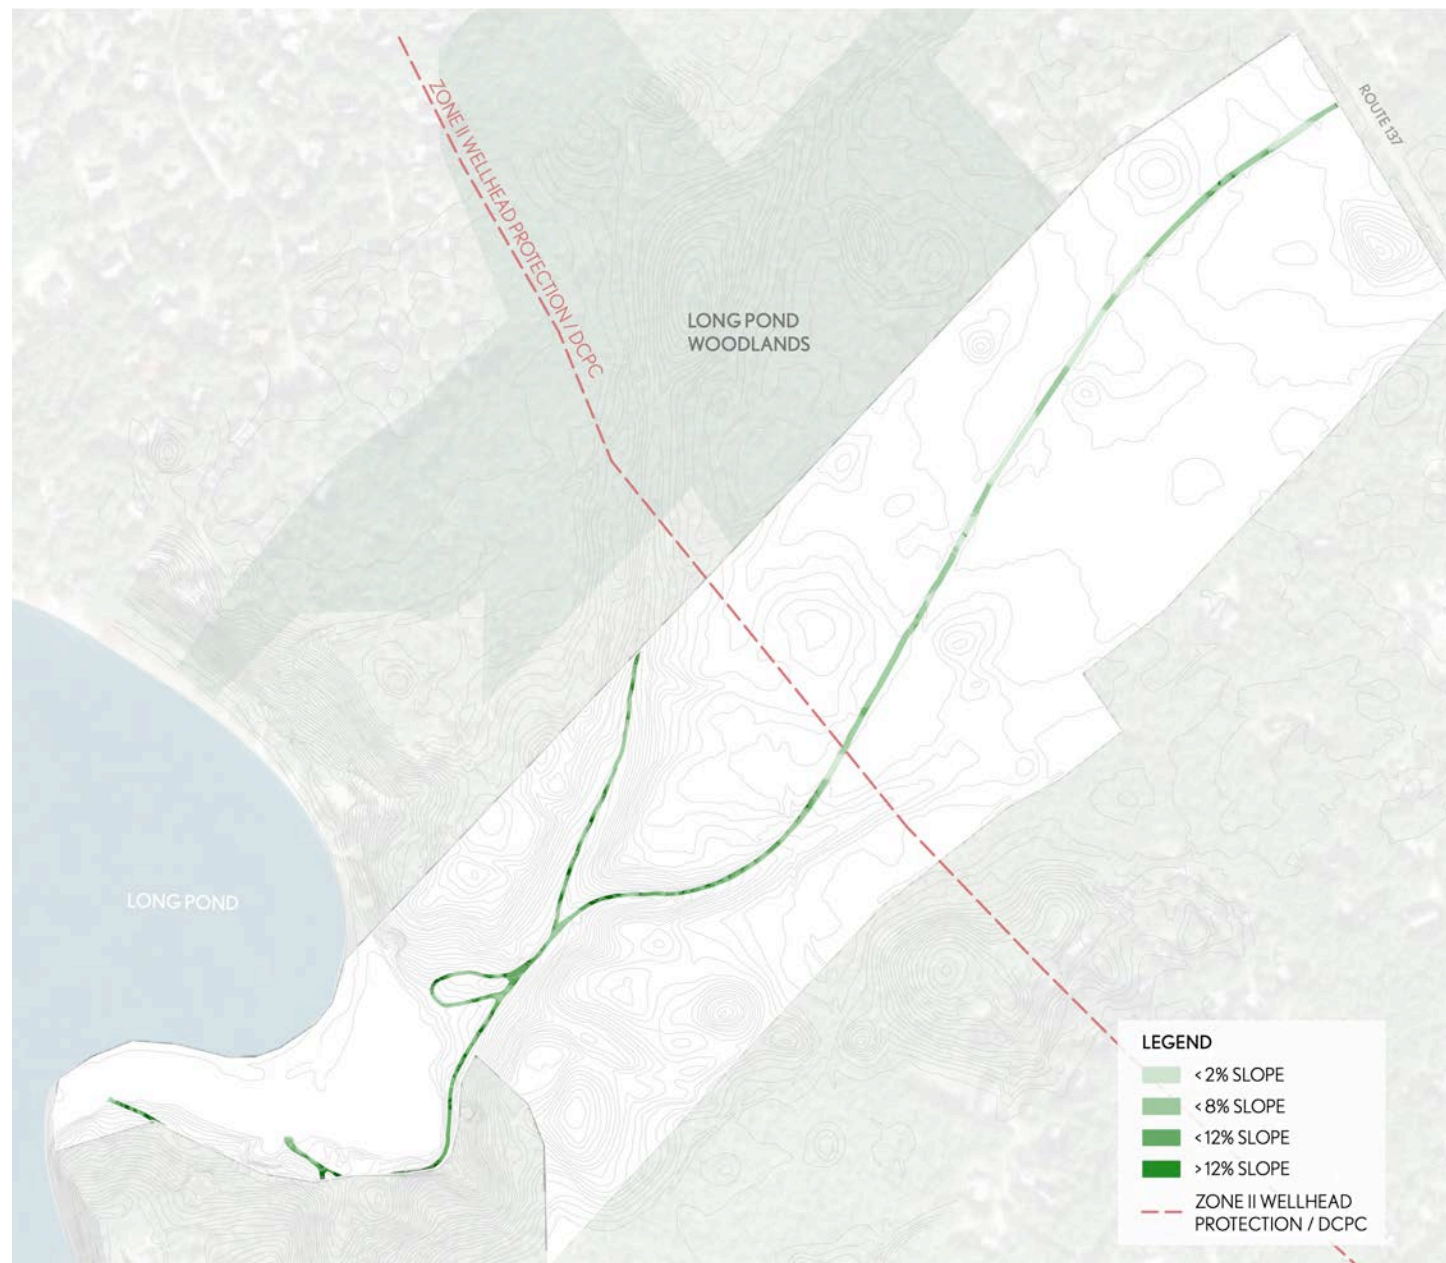 ROUTE 137
ZONE II WELLHEAD PROTECTION / DCPC
LONG POND
WOODLANDS
LONG POND
LEGEND
<2% SLOPE
<8% SLOPE
<12% SLOPE
>12% SLOPE
ZONE II WELLHEAD
PROTECTION / DCPC